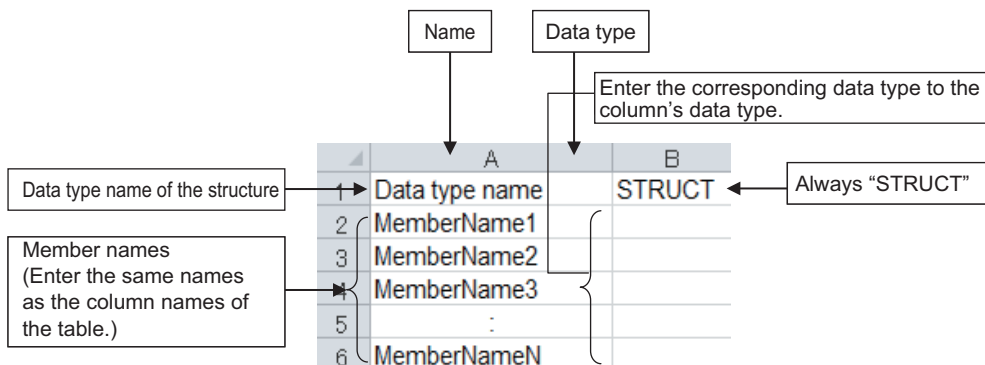 Name
Data type
Enter the corresponding data type to the
column’s data type.
A
B
Data type name of the structure
1
Data type name
STRUCT
Always “STRUCT”
2
MemberName1
Member names
(Enter the same names
as the column names of
the table.)
3
MemberName2
4
MemberName3
5
:
6
MemberNameN